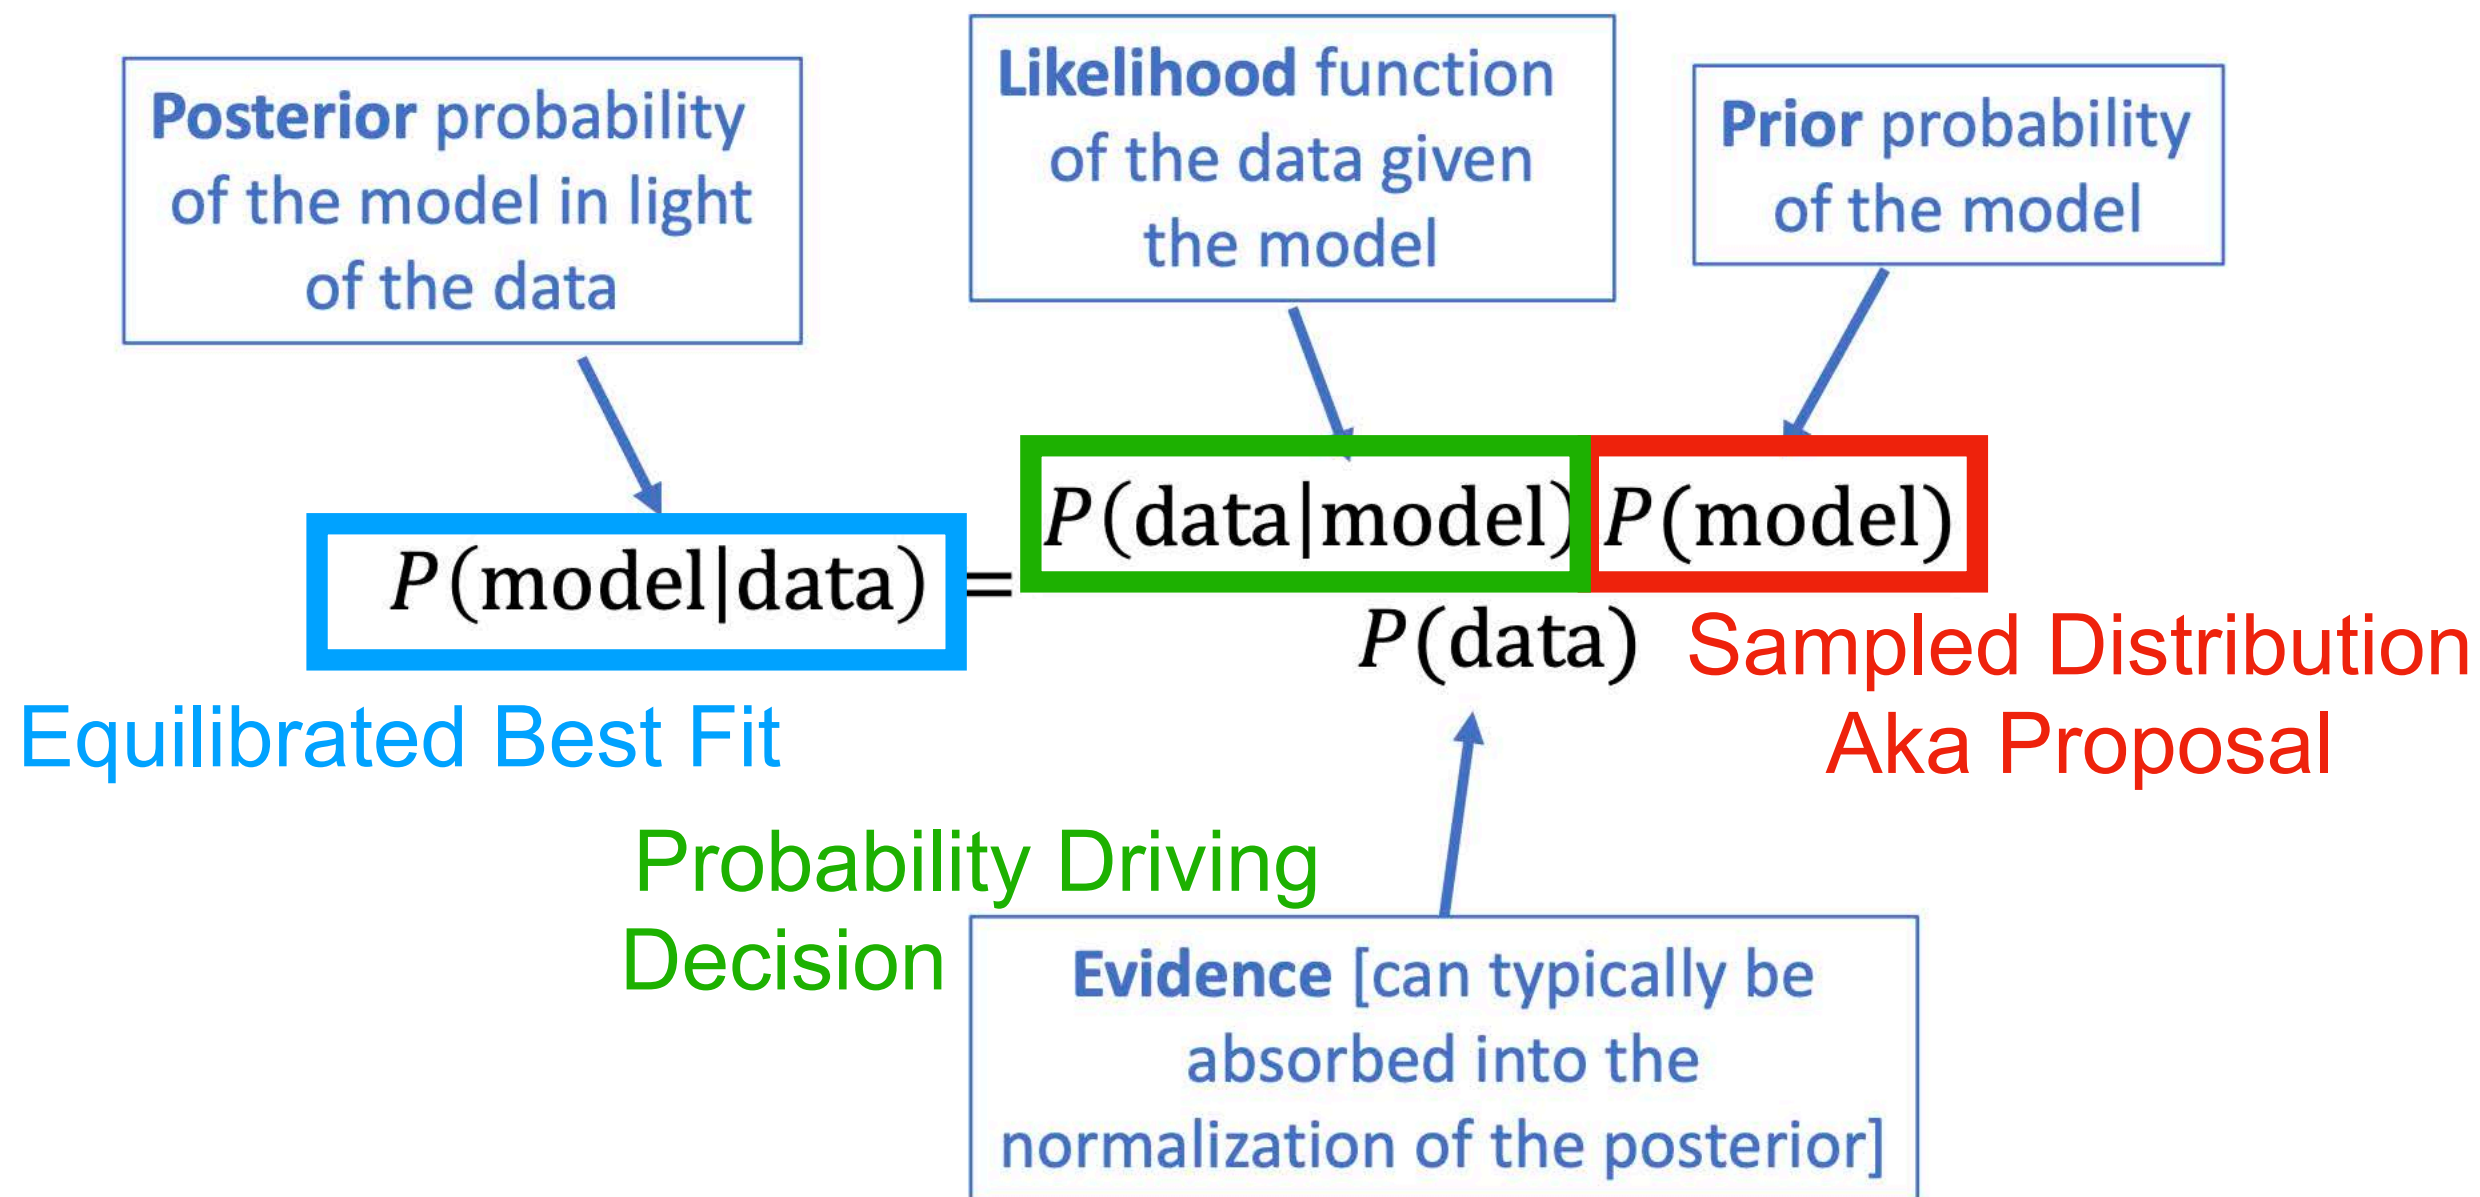 Posterior probability
of the model in light
of the data
Likelihood function
of the data given
the model
Prior probability
of the model
P(model|data) =
P(data|model) P(model)
P(data)
Sampled Distribution
Aka Proposal
Equilibrated Best Fit
Probability Driving
Decision
Evidence [can typically be
absorbed into the
normalization of the posterior]